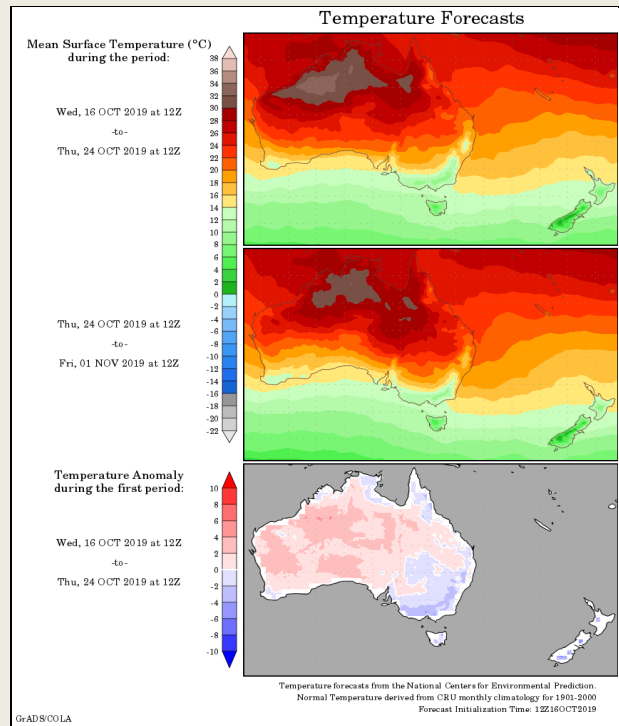 Temperature Forecasts
Mean Surface Temperature (°C)
during the period:
Wed, 16 OCT 2019 at 12Z
-to-
Thu, 24 OCT 2019 at 12Z
38
36
34
32
30
28
26
24
22
20
18
16
14
12
10
8
6
4
2
0
-2
-4
-6
-8
-10
-12
-14
-16
-18
-20
-22
Thu, 24 OCT 2019 at 12Z
-to-
Fri, 01 NOV 2019 at 12Z
Temperature Anomaly
during the first period:
Wed, 16 OCT 2019 at 12Z
-to-
Thu, 24 OCT 2019 at 12Z
10
8
6
4
2
0
-2
-4
-6
-8
-10
Temperature forecasts from the National Centers for Environmental Prediction.
Normal Temperature derived from CRU monthly climatology for 1901-2000
Forecast Initialization Time: 12Z16OCT2019
GrADS/COLA